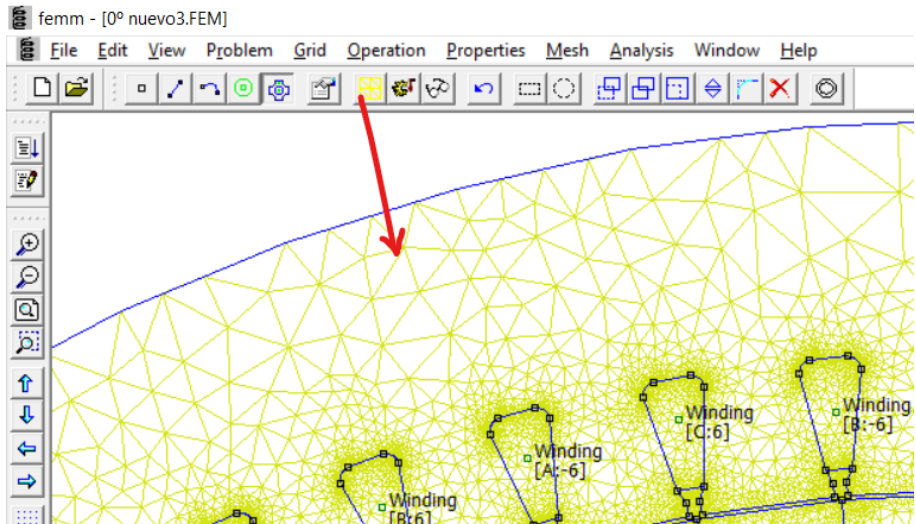 femm - [0º nuevo3.FEM]
File Edit View Problem Grid Operation Properties Mesh Analysis Window Help
Winding
[B:-6]
Winding
[C:6]
Winding
[A:-6]
Winding
[B:6]